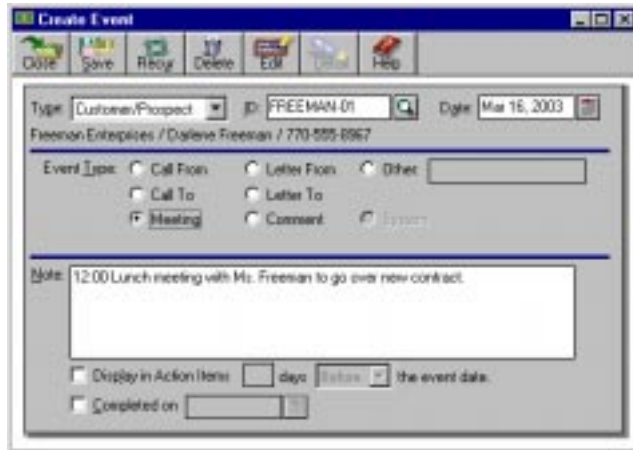 Create Event
Close Save Recur Delete Edit Help
Type: Customer/Prospect ID: FREEMAN-01 Date: Mar 16, 2003
Freeman Enterprises / Darlene Freeman / 770-555-8967
Event Type: Call From Letter From Other:
Call To Letter To
Meeting Comment System
Note: 12:00 Lunch meeting with Ms. Freeman to go over new contract.
Display in Action Items days Before the event date.
Completed on